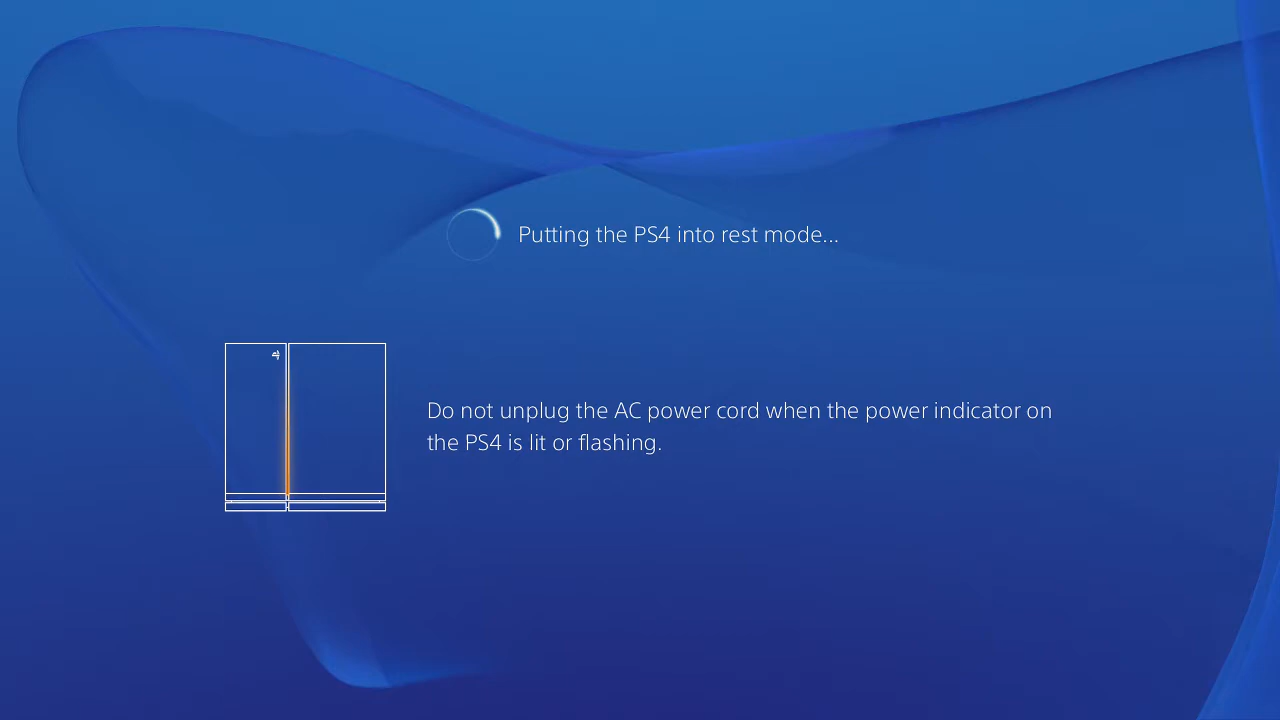 Putting the PS4 into rest mode...
Do not unplug the AC power cord when the power indicator on
the PS4 is lit or flashing.